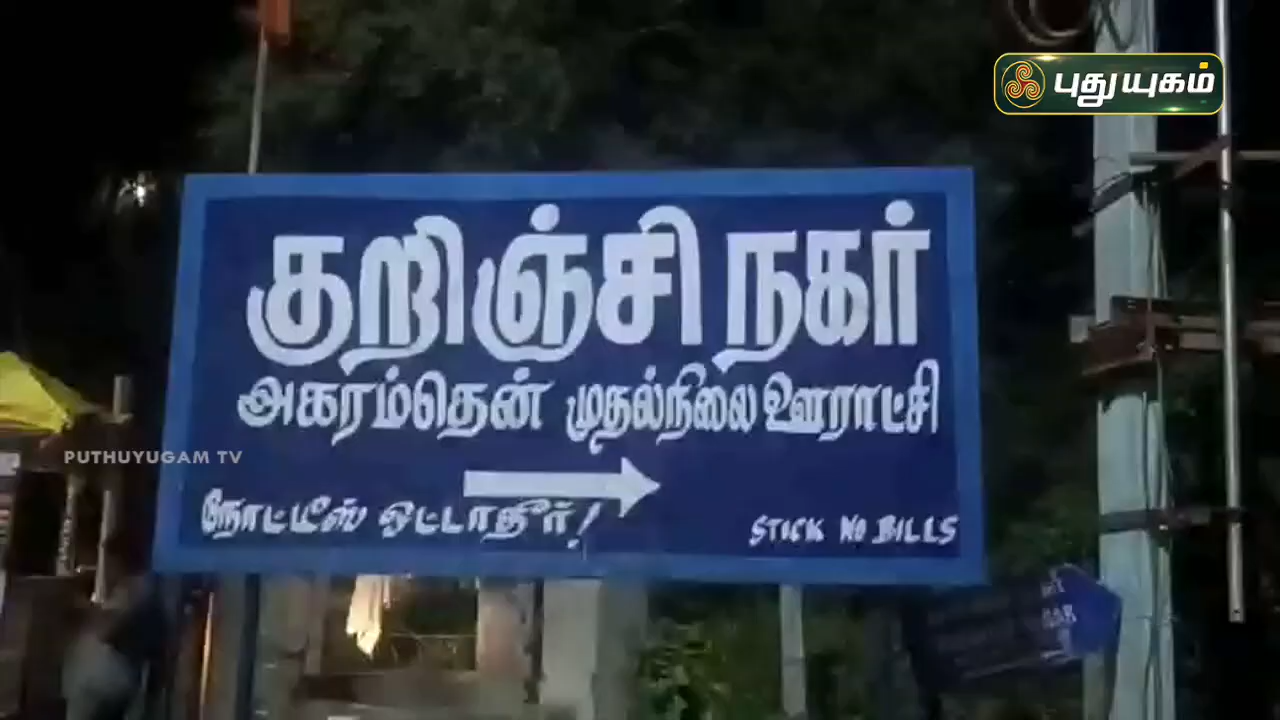 புதுயுகம்
குறிஞ்சி நகர்
அகரம்தென் முதல்நிலை ஊராட்சி
PUTHUYUGAM TV
நோட்டீஸ் ஒட்டாதீர்!
STICK NO BILLS